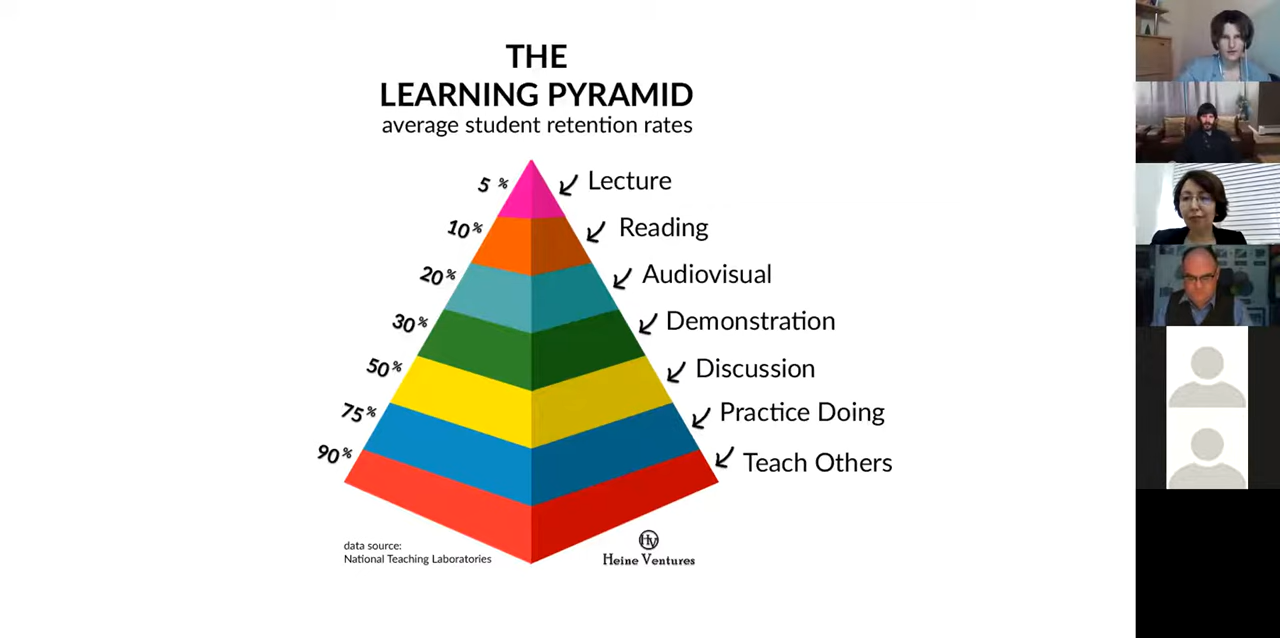 THE
LEARNING PYRAMID
average student retention rates
5 % Lecture
10% Reading
20% Audiovisual
30% Demonstration
50% Discussion
75% Practice Doing
90% Teach Others
data source:
National Teaching Laboratories
HV
Heine Ventures